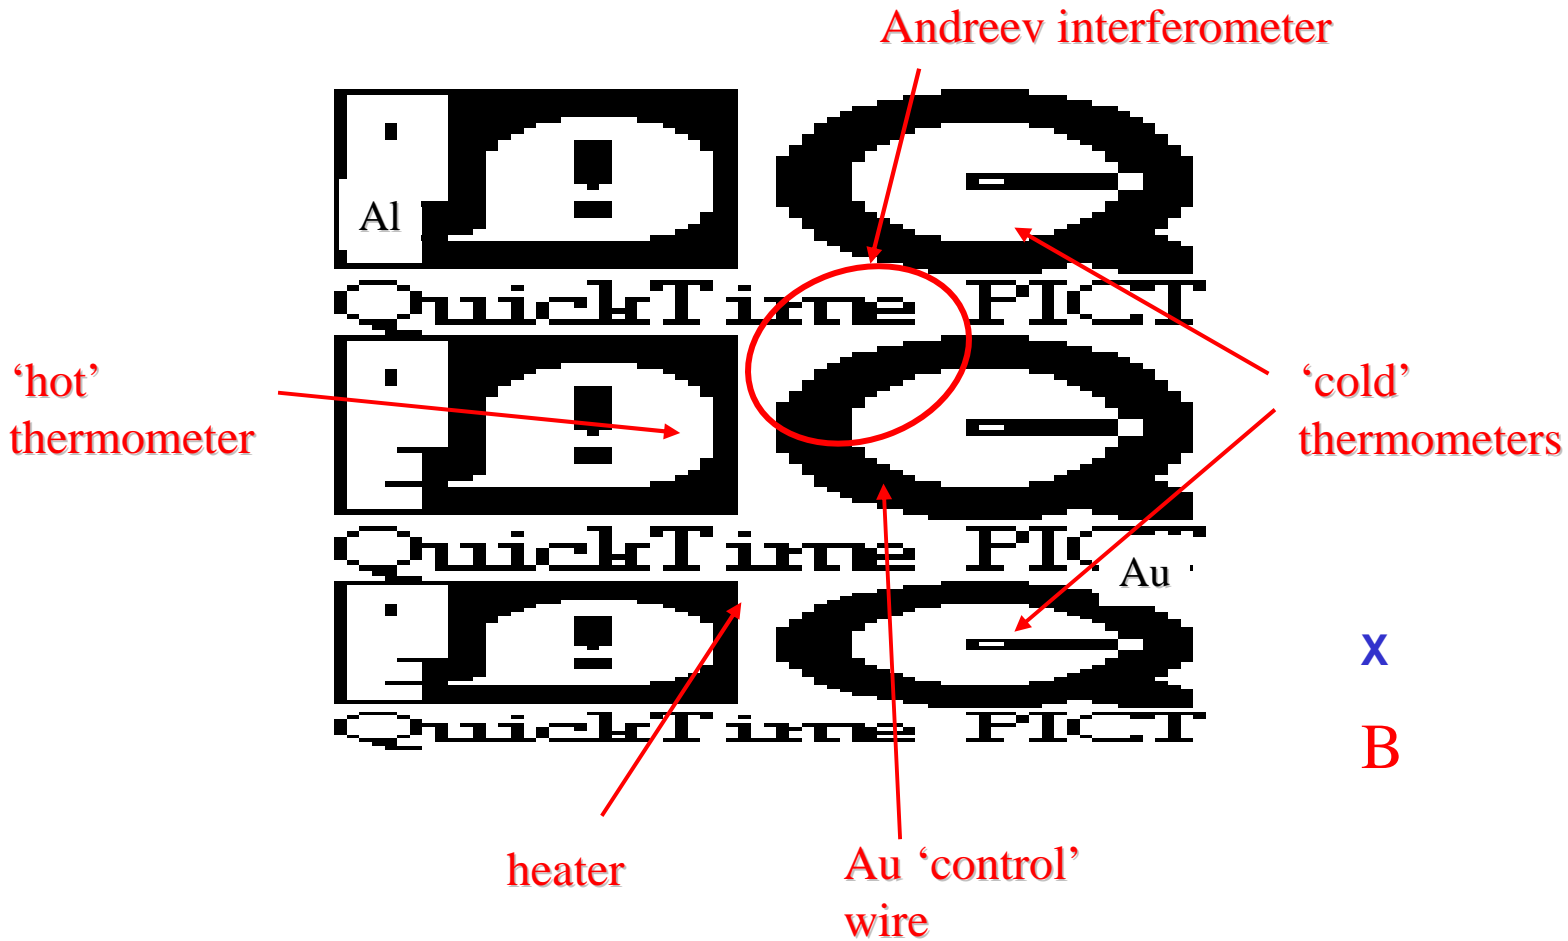 Andreev interferometer
Al
QuickTime PICT
‘hot’
thermometer
‘cold’
thermometers
QuickTime PICT
Au
QuickTime PICT
x
B
heater
Au ‘control’
wire